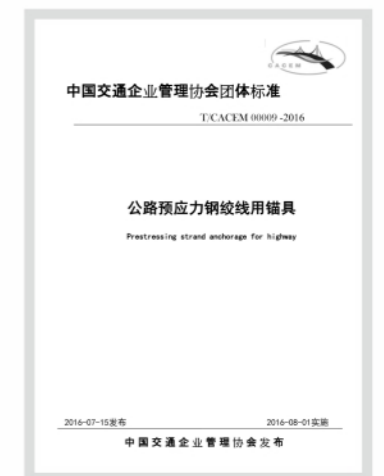 CACEM
中国交通企业管理协会团体标准
T/CACEM 00009 -2016
公路预应力钢绞线用锚具
Prestressing strand anchorage for highway
2016-07-15发布 2016-08-01实施
中国交通企业管理协会发布